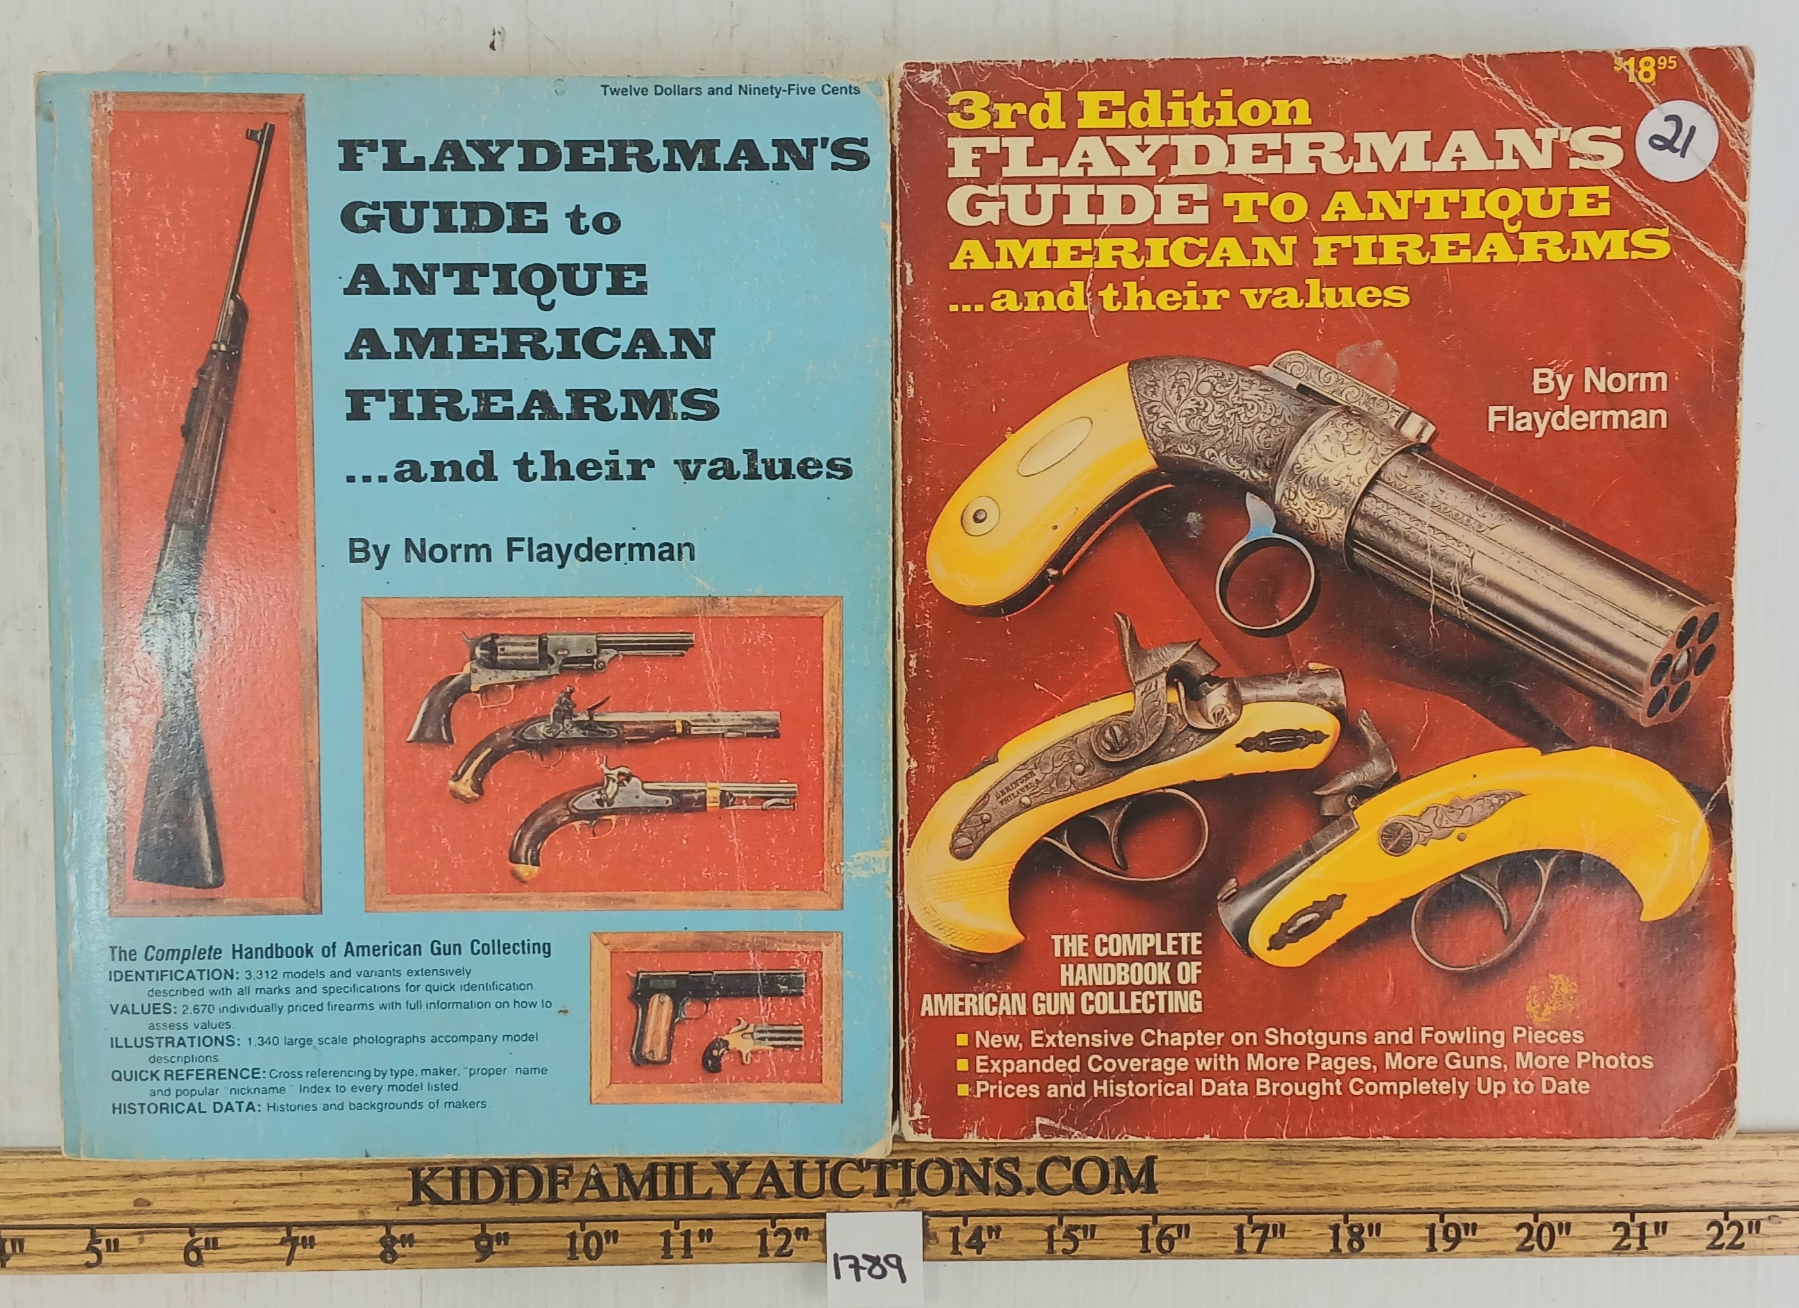 Twelve Dollars and Ninety-Five Cents
FLAYDERMAN'S
GUIDE to
ANTIQUE
AMERICAN
FIREARMS
...and their values
By Norm Flayderman
The Complete Handbook of American Gun Collecting
IDENTIFICATION: 3,312 models and variants extensively
described with all marks and specifications for quick identification.
VALUES: 2,670 individually priced firearms with full information on how to
assess values.
ILLUSTRATIONS: 1,340 large scale photographs accompany model
descriptions
QUICK REFERENCE: Cross referencing by type, maker, "proper" name
and popular "nickname." Index to every model listed.
HISTORICAL DATA: Histories and backgrounds of makers
$18.95
3rd Edition
21
FLAYDERMAN'S
GUIDE TO ANTIQUE
AMERICAN FIREARMS
...and their values
By Norm
Flayderman
DERINGER
PHILADELA
THE COMPLETE
HANDBOOK OF
AMERICAN GUN COLLECTING
New, Extensive Chapter on Shotguns and Fowling Pieces
Expanded Coverage with More Pages, More Guns, More Photos
Prices and Historical Data Brought Completely Up to Date
KIDDFAMILYAUCTIONS.COM
4" 5" 6" 7" 8" 9" 10" 11" 12" 14" 15" 16" 17" 18" 19" 20" 21" 22"
1789